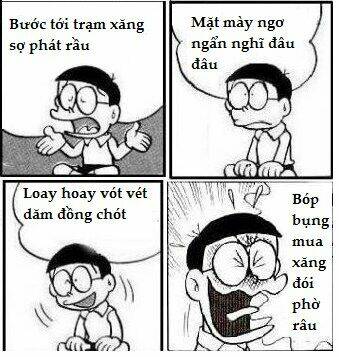 Bước tới trạm xăng
sợ phát rầu
Mặt mày ngơ
ngẩn nghĩ đâu
đâu
Loay hoay vót vét
dăm đồng chót
Bóp
bụng
mua
xăng
đói
phờ
râu